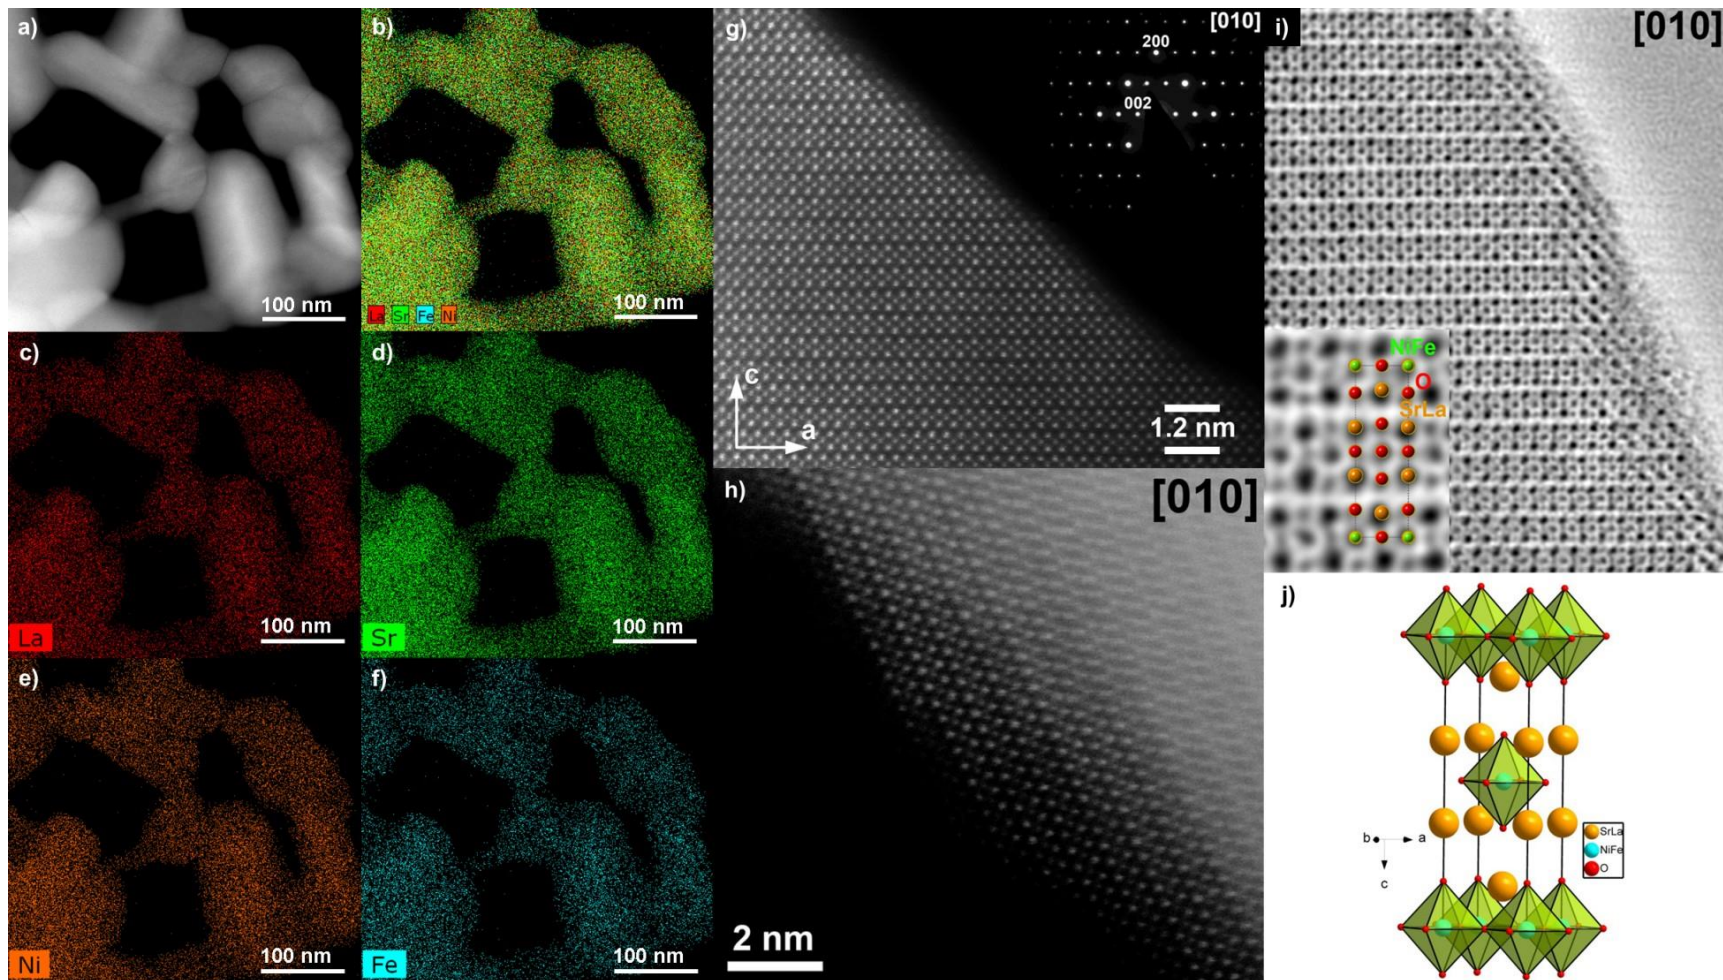 a)
100 nm
b)
La Sr Fe Ni
100 nm
c)
La
100 nm
d)
Sr
100 nm
e)
Ni
100 nm
f)
Fe
100 nm
g)
[010]
200
002
c
a
1.2 nm
h)
[010]
2 nm
i)
[010]
NiFe
O
SrLa
j)
b
a
c
SrLa
NiFe
O